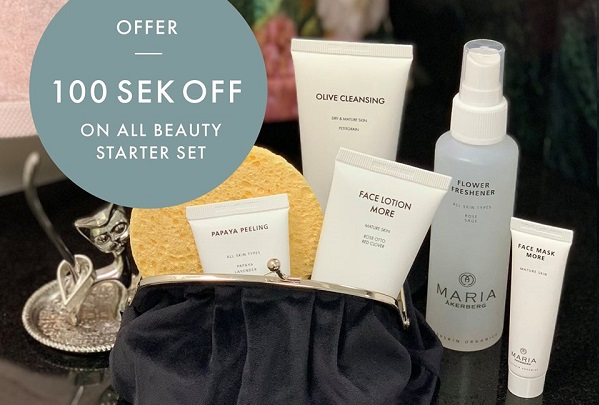 OFFER
100 SEK OFF
ON ALL BEAUTY
STARTER SET
OLIVE CLEANSING
DRY & MATURE SKIN
PAPAYA PEELING
ALL SKIN TYPES
PAPAYA
LAVENDER
FACE LOTION
MORE
MATURE SKIN
ROSE OTTO
RED CLOVER
FLOWER
FRESHENER
ALL SKIN TYPES
ROSE
SAGE
MARIA
ÅKERBERG
FACE MASK
MORE
MATURE SKIN
MARIA
ÅKERBERG